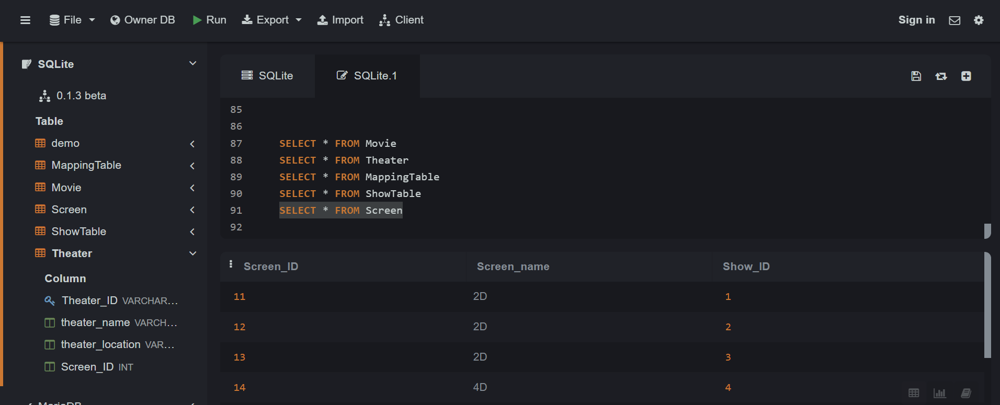 File Owner DB Run Export Import Client Sign in
SQLite
0.1.3 beta
Table
demo
MappingTable
Movie
Screen
ShowTable
Theater
Column
Theater_ID VARCHAR...
theater_name VARCH...
theater_location VAR...
Screen_ID INT
SQLite SQLite.1
85
86
87 SELECT * FROM Movie
88 SELECT * FROM Theater
89 SELECT * FROM MappingTable
90 SELECT * FROM ShowTable
91 SELECT * FROM Screen
92
Screen_ID Screen_name Show_ID
11 2D 1
12 2D 2
13 2D 3
14 4D 4